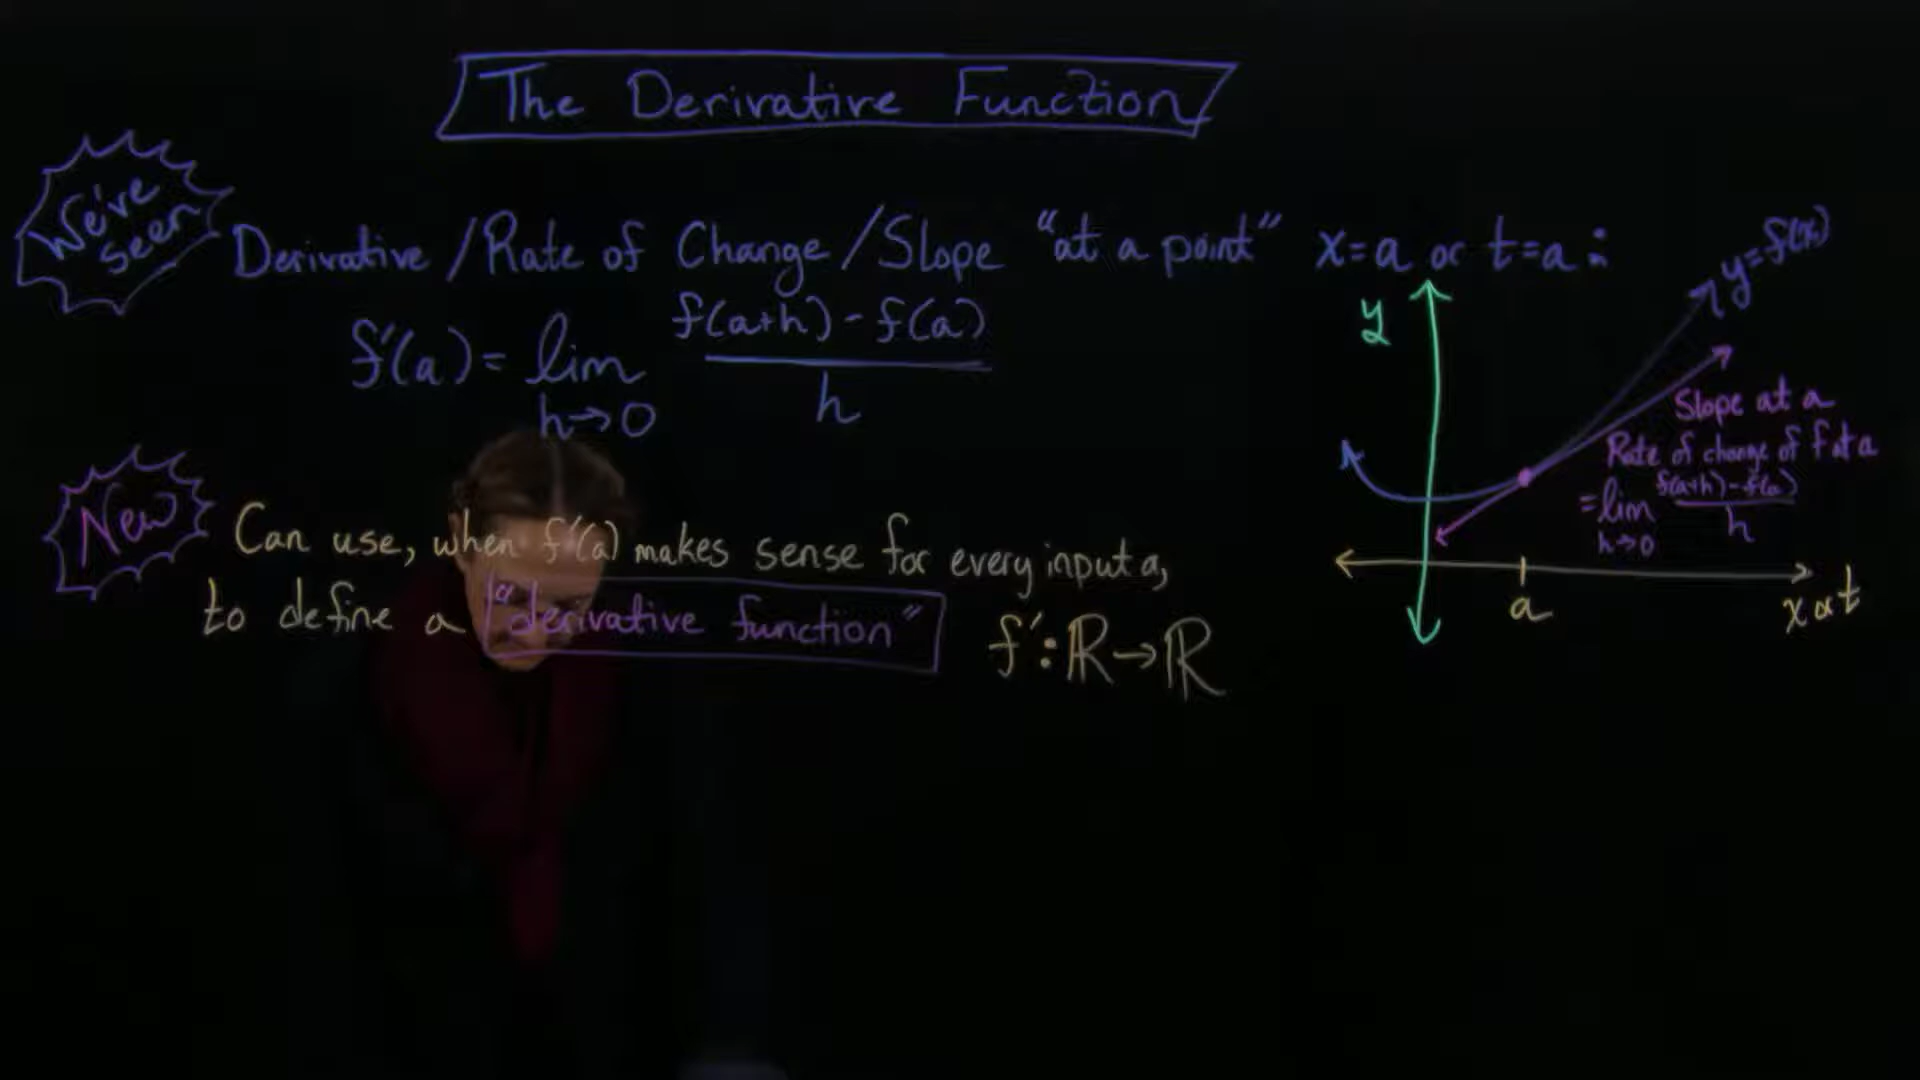 The Derivative Function
We've
seen
Derivative / Rate of Change / Slope "at a point" x=a or t=a :
f'(a) = lim f(a+h) - f(a)
h→0 h
New
Can use, when f'(a) makes sense for every input a,
to define a "derivative function" f' : ℝ→ℝ
y=f(x)
y
Slope at a
Rate of change of f at a
= lim f(a+h) - f(a)
h→0 h
a
x or t